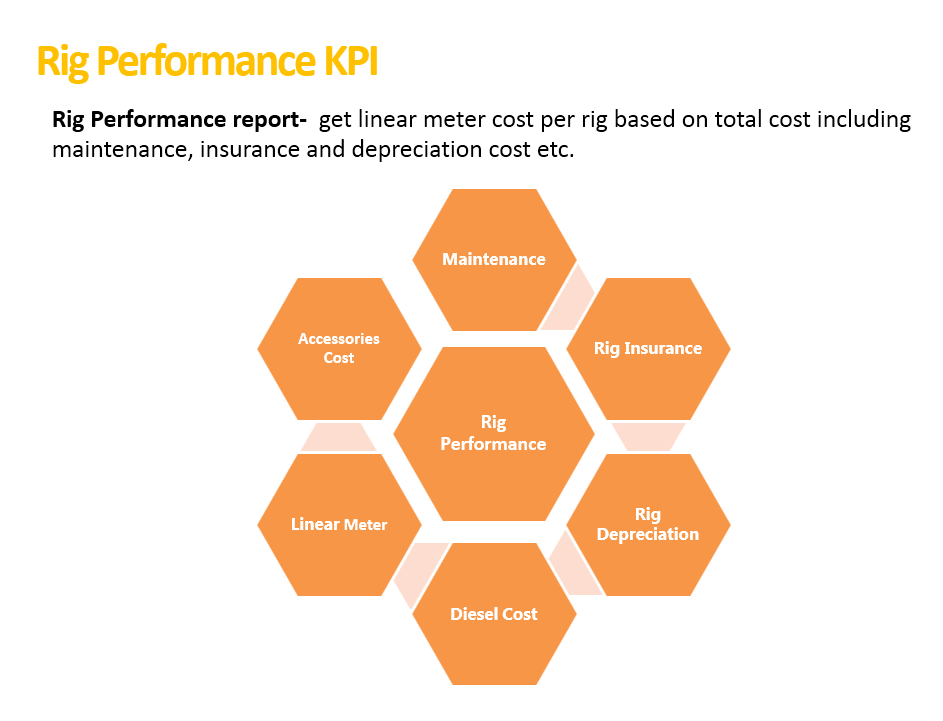 Rig Performance KPI
Rig Performance report-  get linear meter cost per rig based on total cost including
maintenance, insurance and depreciation cost etc.
Maintenance
Accessories
Cost
Rig Insurance
Rig
Performance
Linear Meter
Rig
Depreciation
Diesel Cost